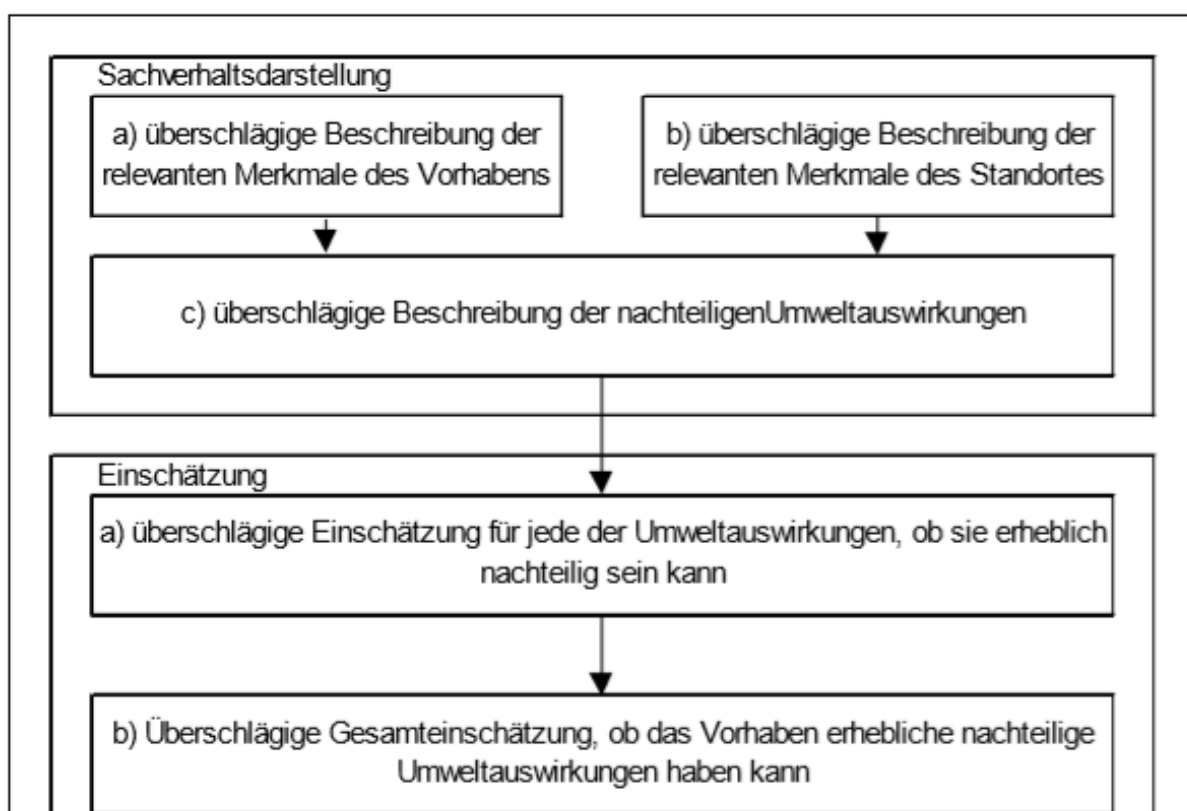 Sachverhaltsdarstellung
a) überschlägige Beschreibung der
relevanten Merkmale des Vorhabens
b) überschlägige Beschreibung der
relevanten Merkmale des Standortes
c) überschlägige Beschreibung der nachteiligenUmweltauswirkungen
Einschätzung
a) überschlägige Einschätzung für jede der Umweltauswirkungen, ob sie erheblich
nachteilig sein kann
b) Überschlägige Gesamteinschätzung, ob das Vorhaben erhebliche nachteilige
Umweltauswirkungen haben kann